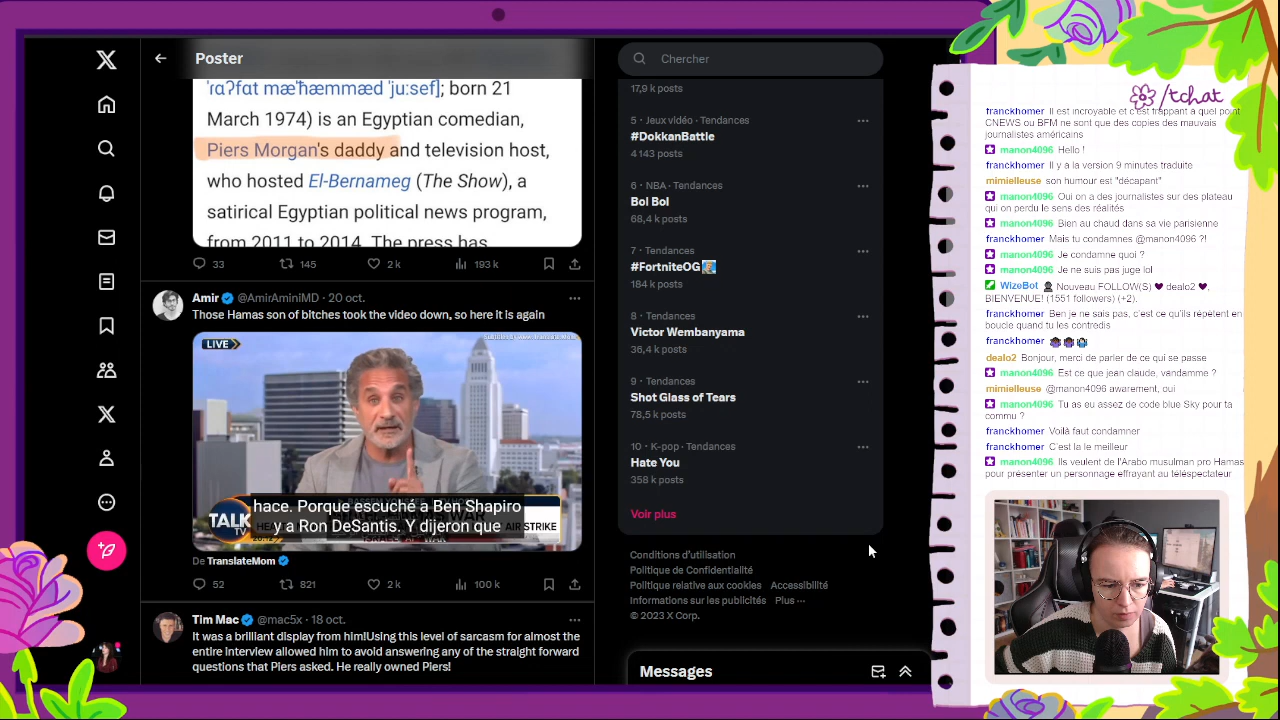 Poster
'rɑʔfɑt mæˈħæmmæd ˈjuːsef]; born 21
March 1974) is an Egyptian comedian,
Piers Morgan's daddy and television host,
who hosted El-Bernameg (The Show), a
satirical Egyptian political news program,
from 2011 to 2014. The press has
33 145 2 k 193 k
Amir @AmirAminiMD · 20 oct.
Those Hamas son of bitches took the video down, so here it is again
LIVE
hace. Porque escuché a Ben Shapiro
y a Ron DeSantis. Y dijeron que
TALK
TV
AIR STRIKE
De TranslateMom
52 821 2 k 100 k
Tim Mac @mac5x · 18 oct.
It was a brilliant display from him!Using this level of sarcasm for almost the
entire interview allowed him to avoid answering any of the straight forward
questions that Piers asked. He really owned Piers!
Chercher
17,9 k posts
5 · Jeux vidéo · Tendances
#DokkanBattle
4 143 posts
6 · NBA · Tendances
Bol Bol
68,4 k posts
7 · Tendances
#FortniteOG
184 k posts
8 · Tendances
Victor Wembanyama
36,4 k posts
9 · Tendances
Shot Glass of Tears
78,5 k posts
10 · K-pop · Tendances
Hate You
358 k posts
Voir plus
Conditions d'utilisation
Politique de Confidentialité
Politique relative aux cookies Accessibilité
Informations sur les publicités Plus ···
© 2023 X Corp.
Messages
/tchat
franckhomer Il est incroyable et c'est frappant a quel point
CNEWS ou BFM ne sont que des copies des mauvais
journalistes américains
manon4096 Hello !
franckhomer Il y a la version 9 minutes traduite
mimielleuse son humour est "décapant"
manon4096 Oui on a des journalistes sur des plateau
qui on perdu le sens des réalités
manon4096 Bien au chaud dans sa vie parisienne
franckhomer Mais tu condamnes @manon4096 ?!
manon4096 Je condamne quoi ?
manon4096 Je ne suis pas juge lol
WizeBot Nouveau FOLLOW(S) dealo2 ,
BIENVENUE! (1551 followers) (+2).
franckhomer Ben je ne sais pas, c'est ce qu'ils répètent en
boucle quand tu les contredis
franckhomer
dealo2 Bonjour, merci de parler de ce qui se passe
manon4096 Est ce que jean claude, vandamme ?
mimielleuse @manon4096 awarement, oui
manon4096 Tu as eu assez de code blue Sky pour ta
commu ?
franckhomer Voilà faut condamner
franckhomer C'est la le meilleur
manon4096 Ils veulent de l'Arabo musulman pro Hamas
pour présenter un personnage effrayant au téléspectateur